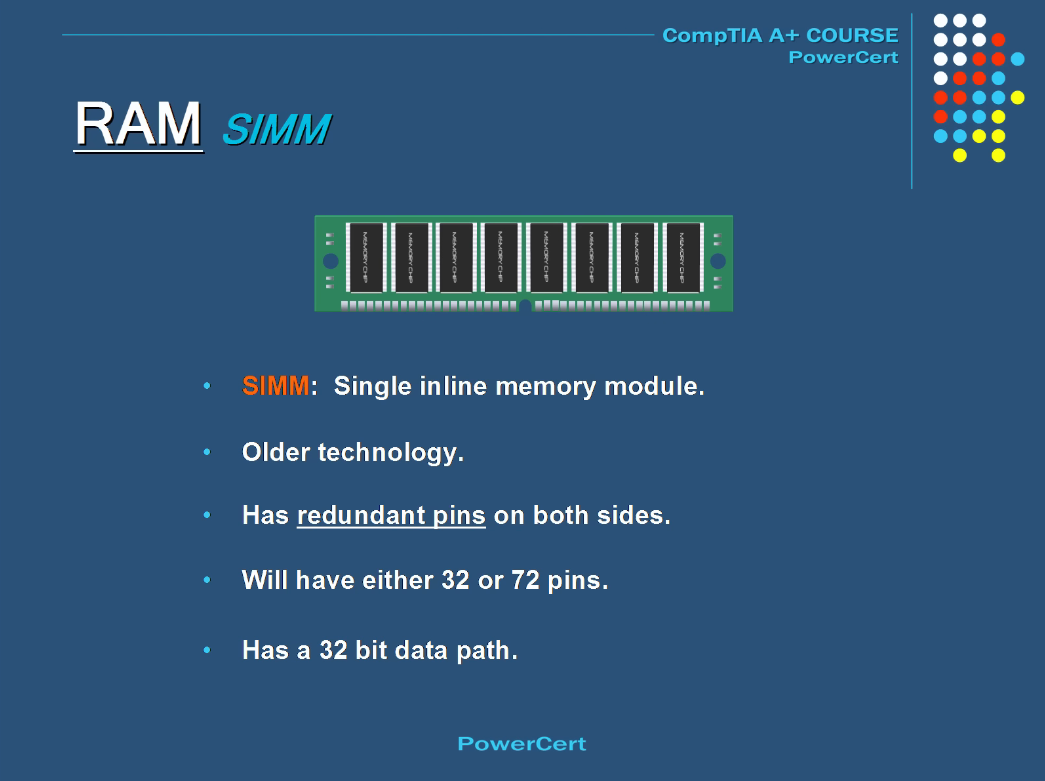 CompTIA A+ COURSE
PowerCert
RAM SIMM
MEMORY CHIP MEMORY CHIP MEMORY CHIP MEMORY CHIP MEMORY CHIP MEMORY CHIP MEMORY CHIP MEMORY CHIP
• SIMM: Single inline memory module.
• Older technology.
• Has redundant pins on both sides.
• Will have either 32 or 72 pins.
• Has a 32 bit data path.
PowerCert